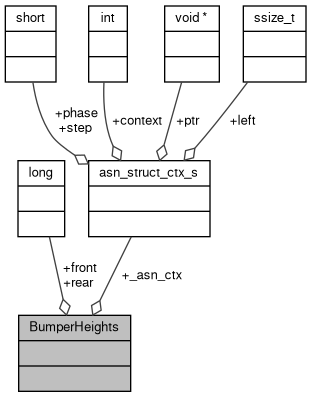 short
int
void *
ssize_t
+phase
+step
+context
+ptr
+left
long
asn_struct_ctx_s
+front
+rear
+_asn_ctx
BumperHeights